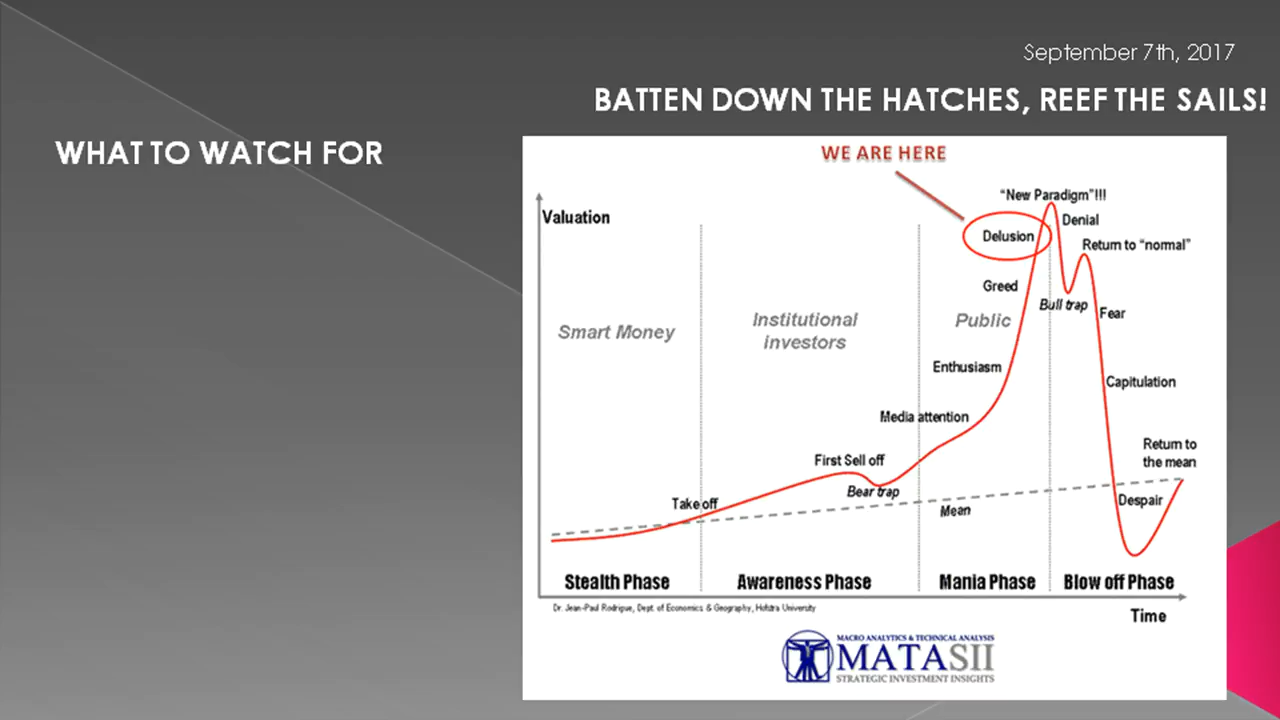 September 7th, 2017
BATTEN DOWN THE HATCHES, REEF THE SAILS!
WHAT TO WATCH FOR
WE ARE HERE
"New Paradigm"!!!
Valuation
Denial
Delusion
Return to "normal"
Greed
Bull trap
Fear
Smart Money
Institutional
investors
Public
Enthusiasm
Capitulation
Media attention
First Sell off
Return to
the mean
Bear trap
Take off
Mean
Despair
Stealth Phase
Awareness Phase
Mania Phase
Blow off Phase
Dr. Jean-Paul Rodrigue, Dept. of Economics & Geography, Hofstra University
Time
MACRO ANALYTICS & TECHNICAL ANALYSIS
MATASII
STRATEGIC INVESTMENT INSIGHTS